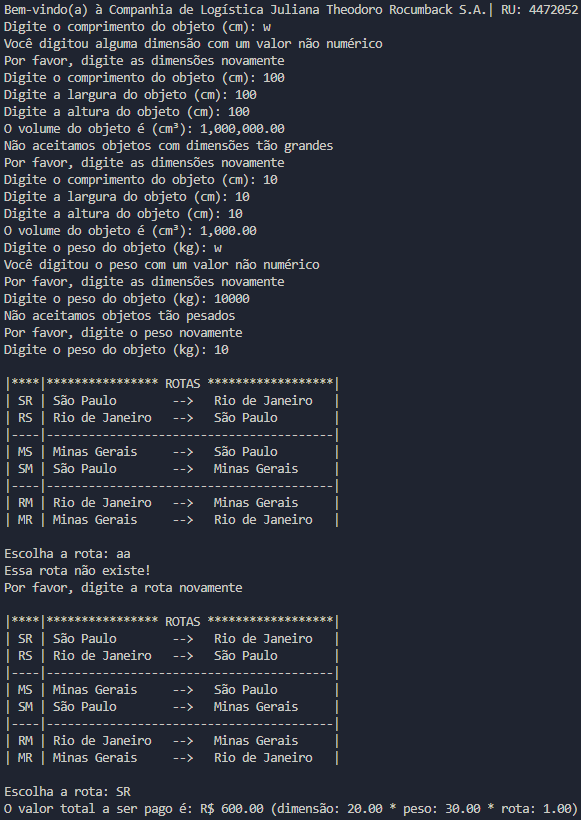 Bem-vindo(a) à Companhia de Logística Juliana Theodoro Rocumback S.A.| RU: 4472052
Digite o comprimento do objeto (cm): w
Você digitou alguma dimensão com um valor não numérico
Por favor, digite as dimensões novamente
Digite o comprimento do objeto (cm): 100
Digite a largura do objeto (cm): 100
Digite a altura do objeto (cm): 100
O volume do objeto é (cm³): 1,000,000.00
Não aceitamos objetos com dimensões tão grandes
Por favor, digite as dimensões novamente
Digite o comprimento do objeto (cm): 10
Digite a largura do objeto (cm): 10
Digite a altura do objeto (cm): 10
O volume do objeto é (cm³): 1,000.00
Digite o peso do objeto (kg): w
Você digitou o peso com um valor não numérico
Por favor, digite as dimensões novamente
Digite o peso do objeto (kg): 10000
Não aceitamos objetos tão pesados
Por favor, digite o peso novamente
Digite o peso do objeto (kg): 10
|****|**************** ROTAS ******************|
| SR | São Paulo        -->   Rio de Janeiro   |
| RS | Rio de Janeiro   -->   São Paulo        |
|----|-----------------------------------------|
| MS | Minas Gerais     -->   São Paulo        |
| SM | São Paulo        -->   Minas Gerais     |
|----|-----------------------------------------|
| RM | Rio de Janeiro   -->   Minas Gerais     |
| MR | Minas Gerais     -->   Rio de Janeiro   |
Escolha a rota: aa
Essa rota não existe!
Por favor, digite a rota novamente
|****|**************** ROTAS ******************|
| SR | São Paulo        -->   Rio de Janeiro   |
| RS | Rio de Janeiro   -->   São Paulo        |
|----|-----------------------------------------|
| MS | Minas Gerais     -->   São Paulo        |
| SM | São Paulo        -->   Minas Gerais     |
|----|-----------------------------------------|
| RM | Rio de Janeiro   -->   Minas Gerais     |
| MR | Minas Gerais     -->   Rio de Janeiro   |
Escolha a rota: SR
O valor total a ser pago é: R$ 600.00 (dimensão: 20.00 * peso: 30.00 * rota: 1.00)